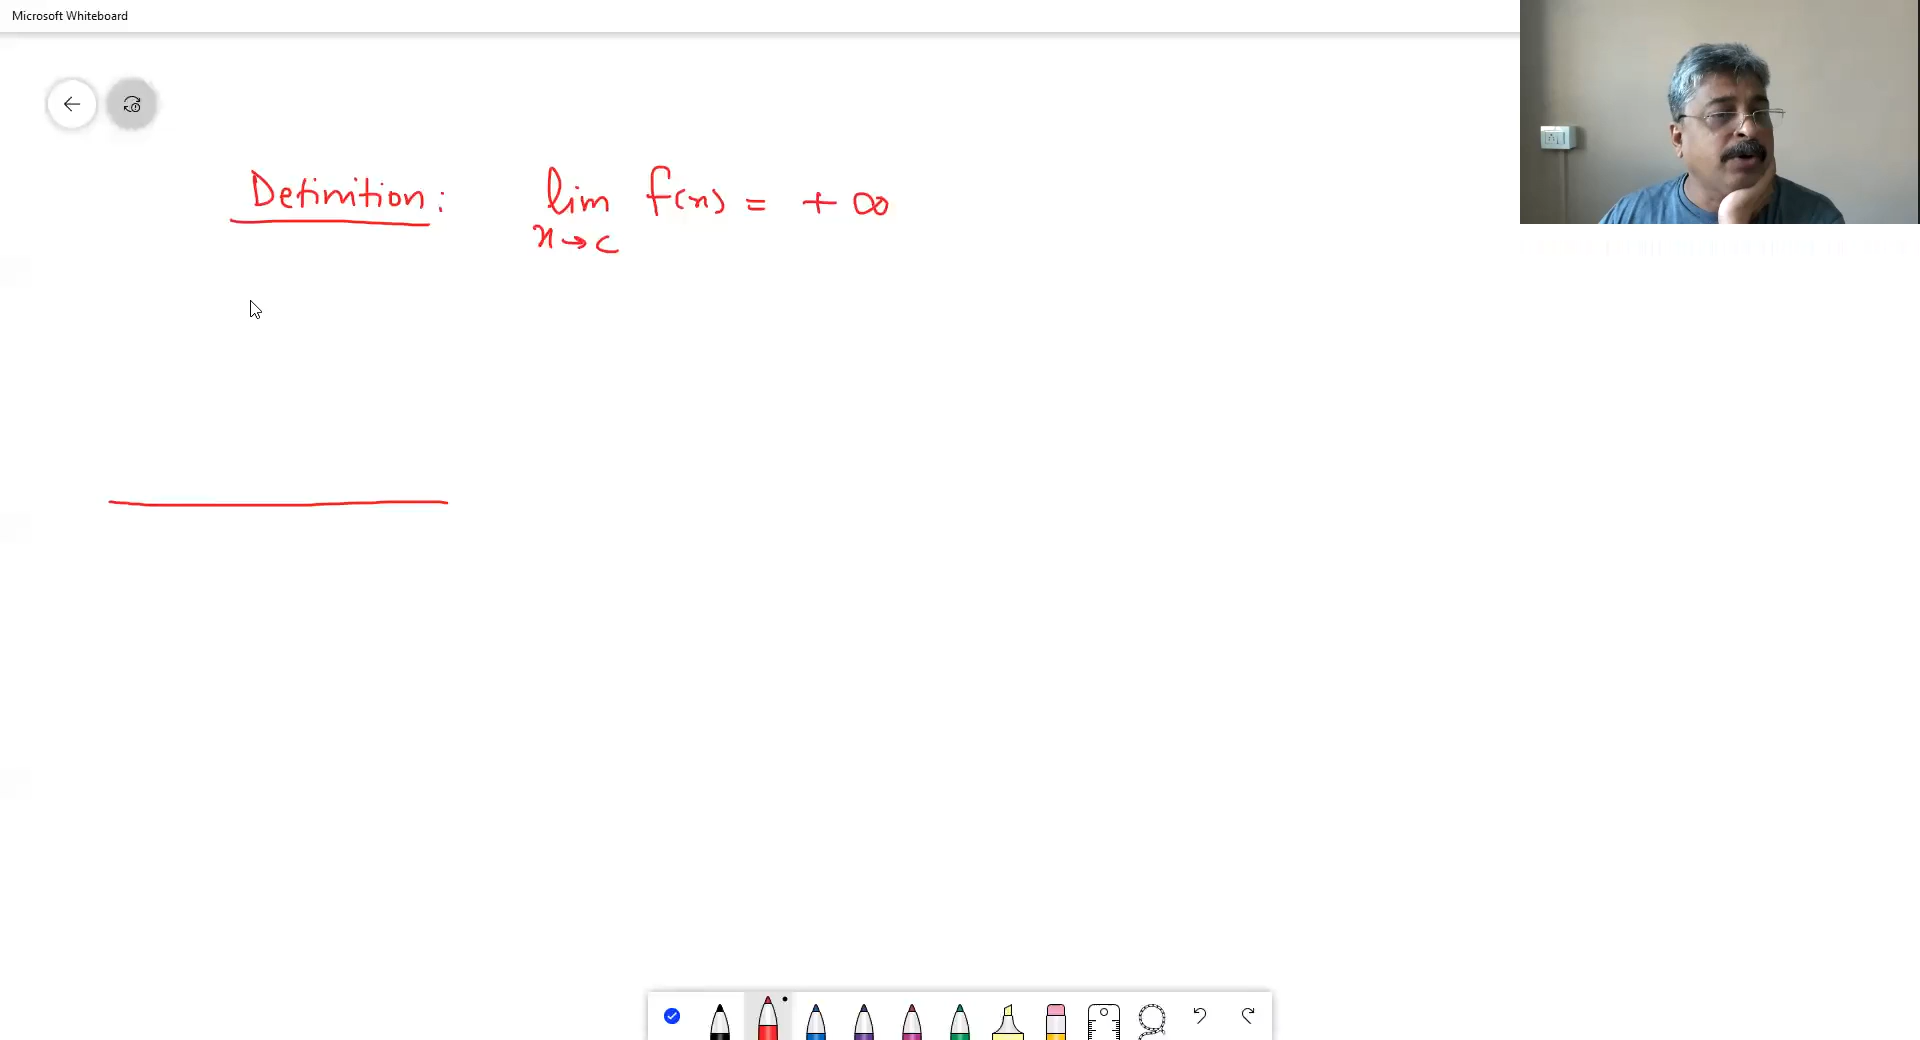 Microsoft Whiteboard
Definition: lim f(x) = + ∞
x → c